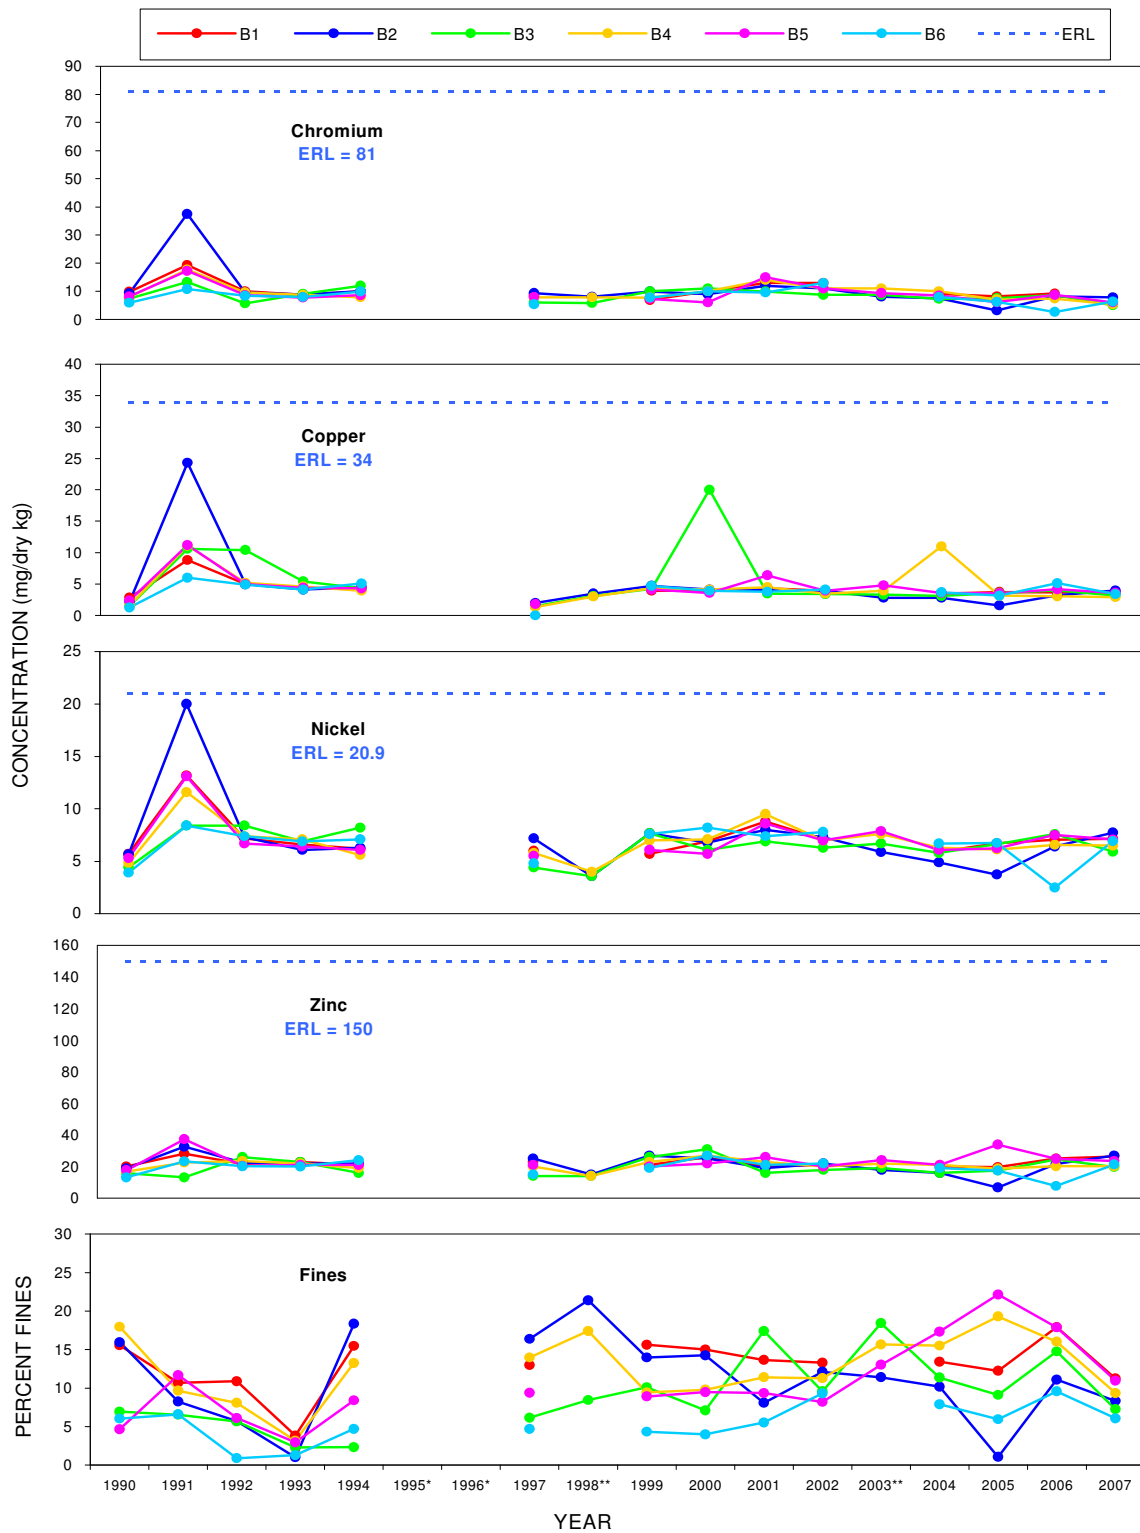 B1 B2 B3 B4 B5 B6 ERL
90
80
70
60
50
40
30
20
10
0
Chromium
ERL = 81
40
35
30
25
20
15
10
5
0
Copper
ERL = 34
CONCENTRATION (mg/dry kg)
25
20
15
10
5
0
Nickel
ERL = 20.9
160
140
120
100
80
60
40
20
0
Zinc
ERL = 150
PERCENT FINES
30
25
20
15
10
5
0
Fines
1990 1991 1992 1993 1994 1995* 1996* 1997 1998** 1999 2000 2001 2002 2003** 2004 2005 2006 2007
YEAR